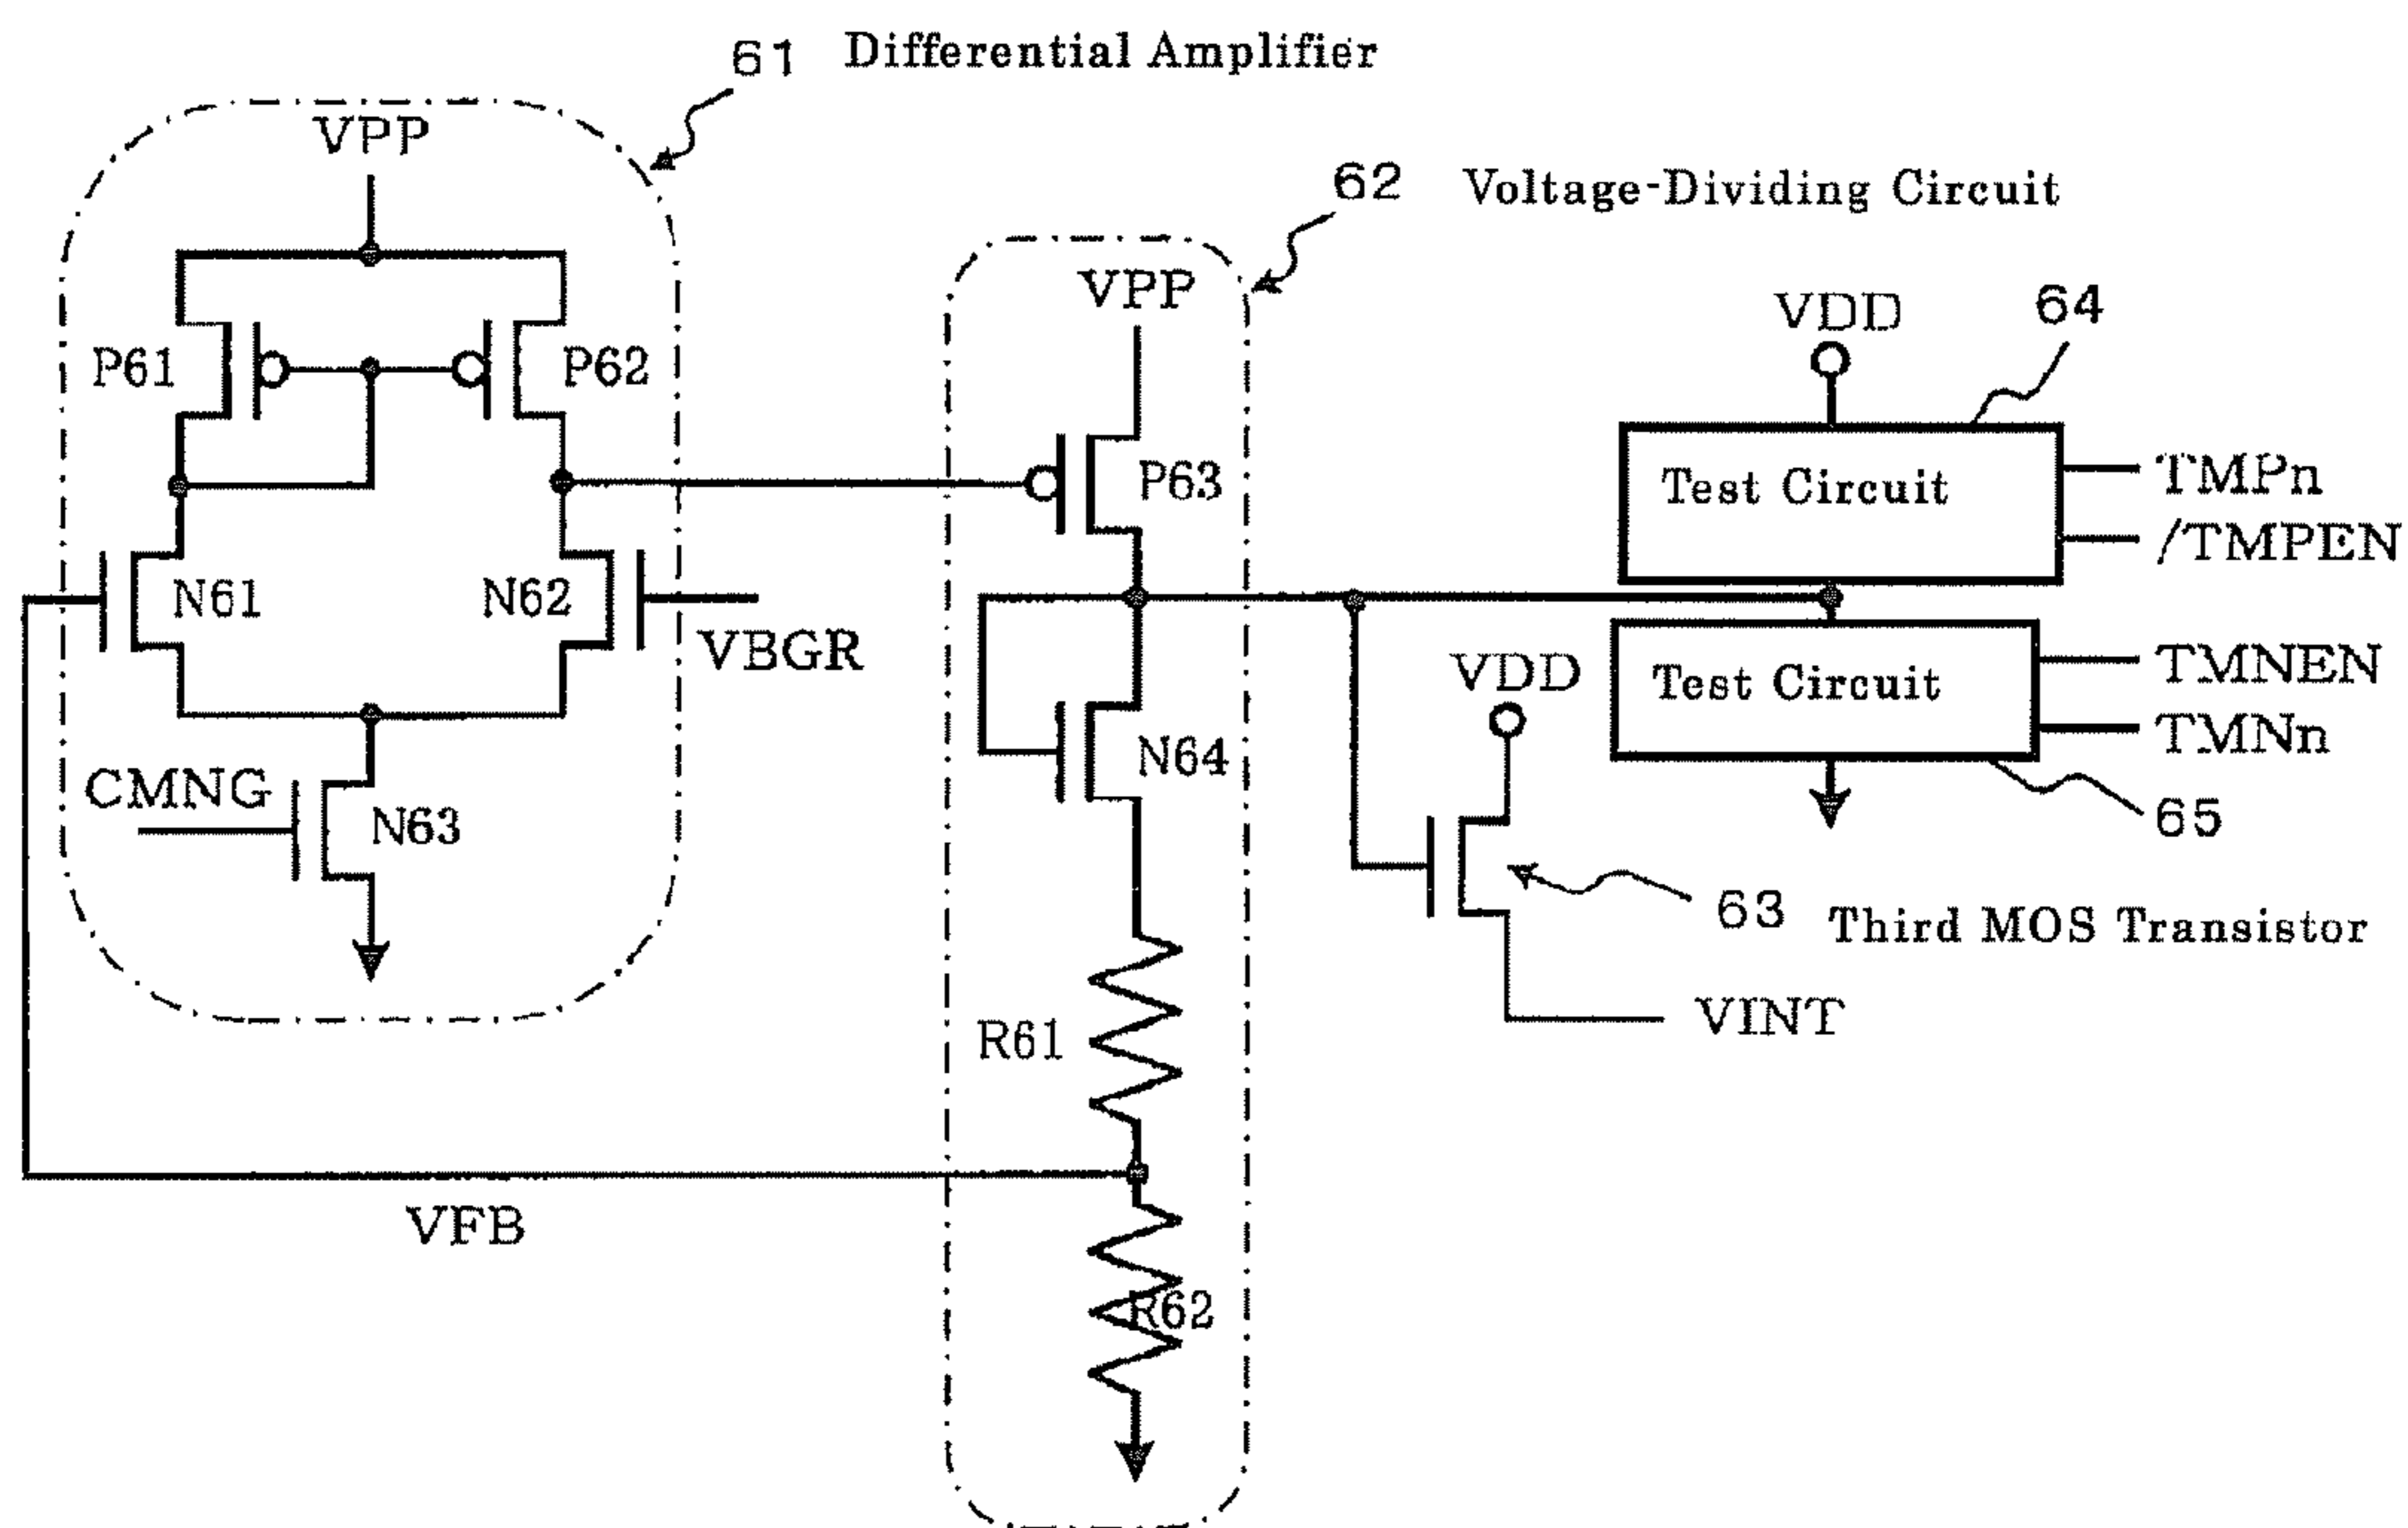 61 Differential Amplifier
VPP
62 Voltage-Dividing Circuit
VPP
VDD
64
P61
P62
P63
Test Circuit
TMPn
/TMPEN
N61
N62
VBGR
VDD
Test Circuit
TMNEN
TMNn
CMNG
N63
N64
65
63 Third MOS Transistor
VINT
R61
VFB
R62